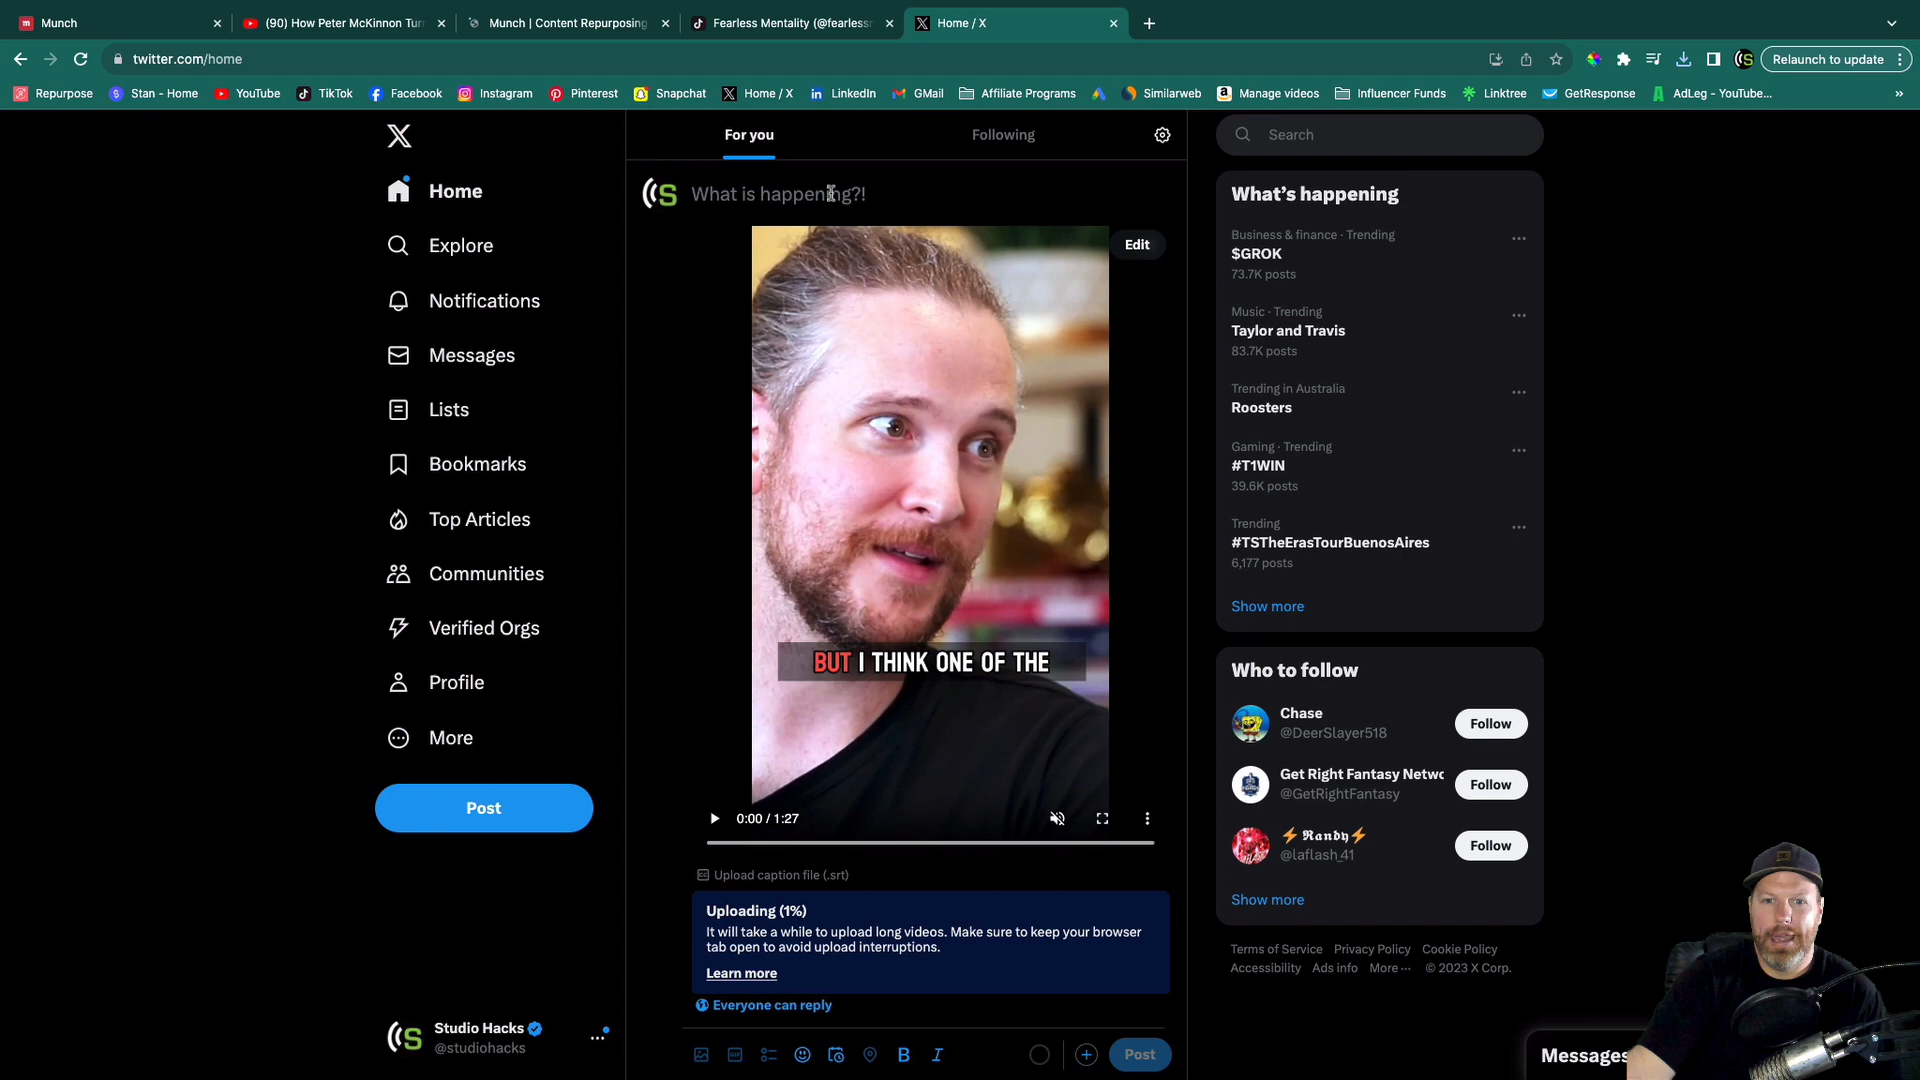 Munch
(90) How Peter McKinnon Tur
Munch | Content Repurposing
Fearless Mentality (@fearless
Home / X
twitter.com/home
Relaunch to update
Repurpose
Stan - Home
YouTube
TikTok
Facebook
Instagram
Pinterest
Snapchat
Home / X
LinkedIn
GMail
Affiliate Programs
Similarweb
Manage videos
Influencer Funds
Linktree
GetResponse
AdLeg - YouTube...
Home
Explore
Notifications
Messages
Lists
Bookmarks
Top Articles
Communities
Verified Orgs
Profile
More
Post
Studio Hacks
@studiohacks
For you
Following
What is happening?!
Edit
BUT I THINK ONE OF THE
0:00 / 1:27
Upload caption file (.srt)
Uploading (1%)
It will take a while to upload long videos. Make sure to keep your browser
tab open to avoid upload interruptions.
Learn more
Everyone can reply
GIF
B I
Post
Search
What's happening
Business & finance · Trending
$GROK
73.7K posts
Music · Trending
Taylor and Travis
83.7K posts
Trending in Australia
Roosters
Gaming · Trending
#T1WIN
39.6K posts
Trending
#TSTheErasTourBuenosAires
6,177 posts
Show more
Who to follow
Chase
@DeerSlayer518
Follow
Get Right Fantasy Netwo
@GetRightFantasy
Follow
⚡ 𝕽𝖆𝖓𝖉𝖞⚡
@laflash_41
Follow
Show more
Terms of Service Privacy Policy Cookie Policy
Accessibility Ads info More ··· © 2023 X Corp.
Messages